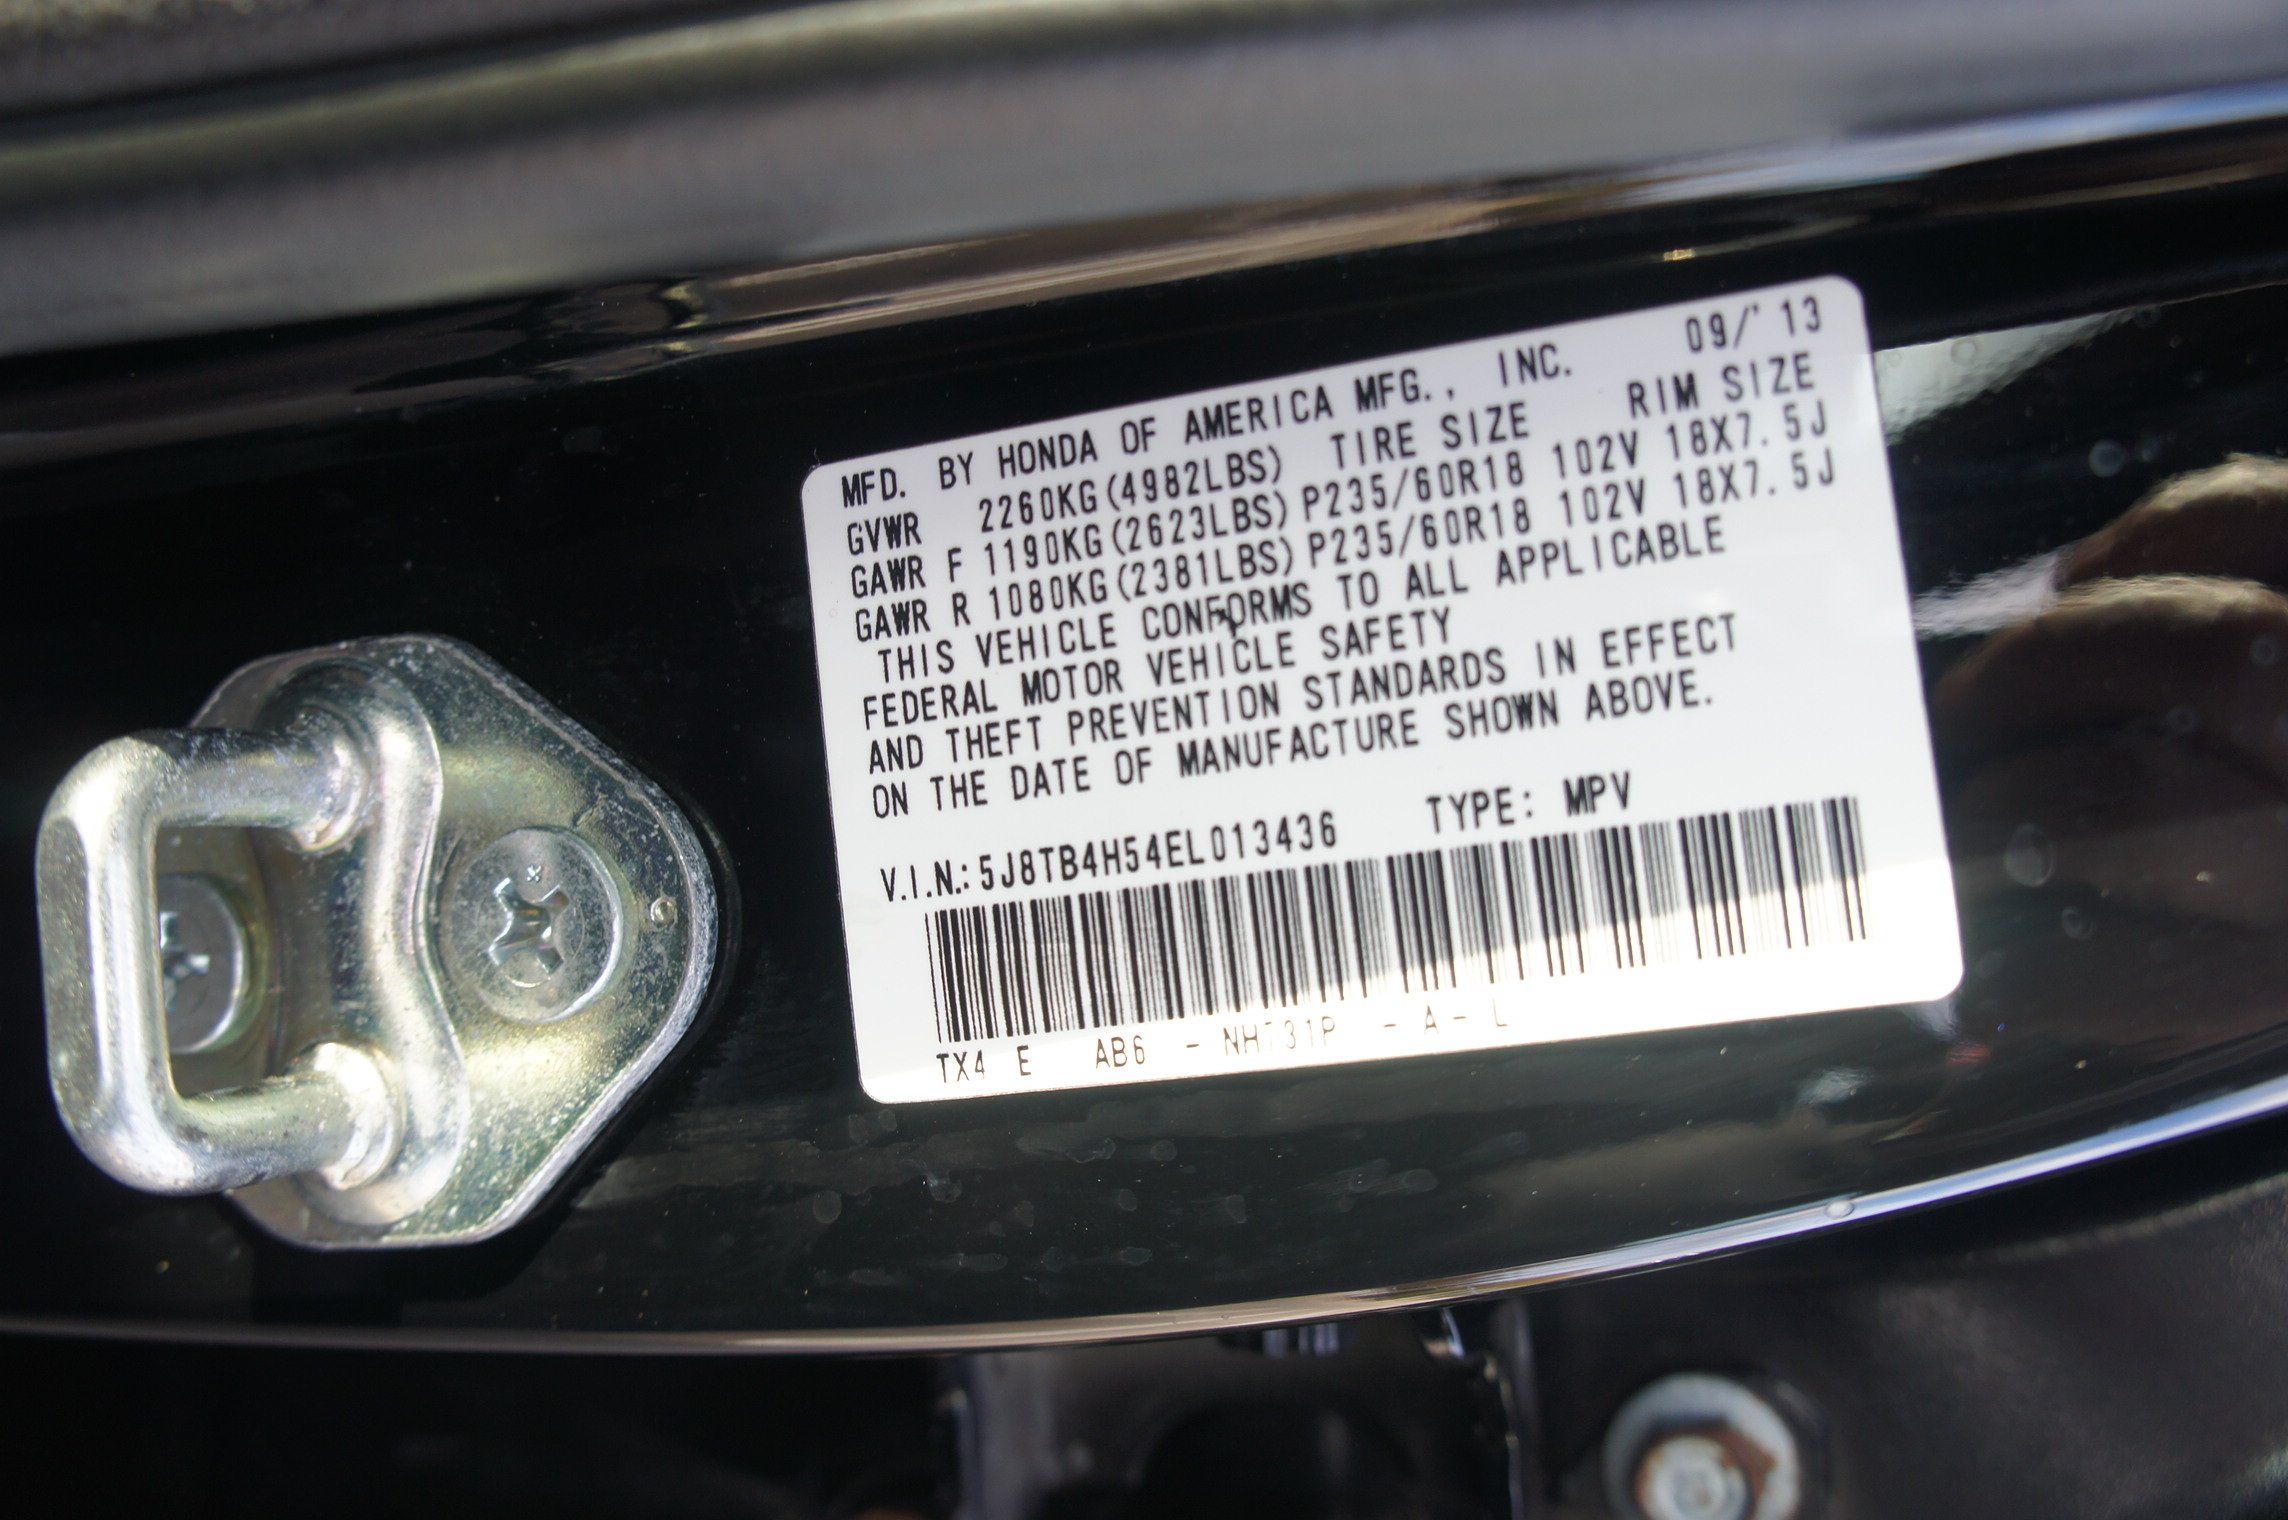 MFD. BY HONDA OF AMERICA MFG., INC. 09/'13
GVWR 2260KG(4982LBS) TIRE SIZE RIM SIZE
GAWR F 1190KG(2623LBS) P235/60R18 102V 18X7.5J
GAWR R 1080KG(2381LBS) P235/60R18 102V 18X7.5J
THIS VEHICLE CONFORMS TO ALL APPLICABLE
FEDERAL MOTOR VEHICLE SAFETY
AND THEFT PREVENTION STANDARDS IN EFFECT
ON THE DATE OF MANUFACTURE SHOWN ABOVE.
V.I.N.: 5J8TB4H54EL013436 TYPE: MPV
TX4 E AB6 - NH731P - A - L